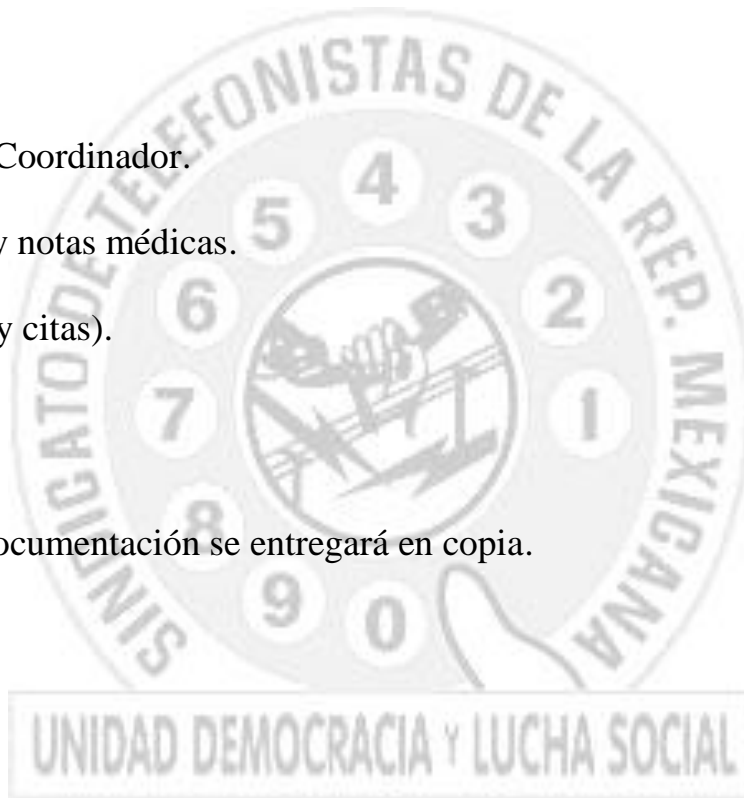 SINDICATO DE TELEFONISTAS DE LA REP. MEXICANA
Coordinador.
y notas médicas.
y citas).
ocumentación se entregará en copia.
1
2
3
4
5
6
7
8
9
0
UNIDAD DEMOCRACIA Y LUCHA SOCIAL